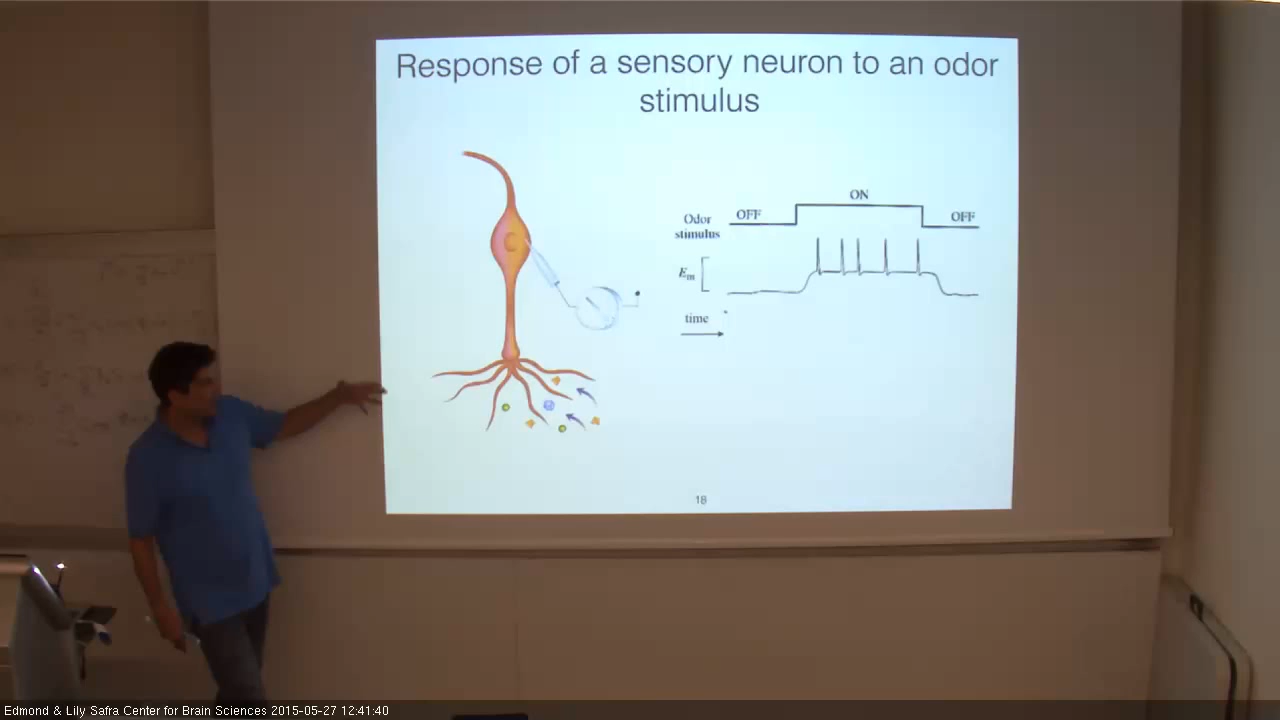 Response of a sensory neuron to an odor
stimulus
ON
Odor OFF OFF
stimulus
Em
time
18
Edmond & Lily Safra Center for Brain Sciences 2015-05-27 12:41:40